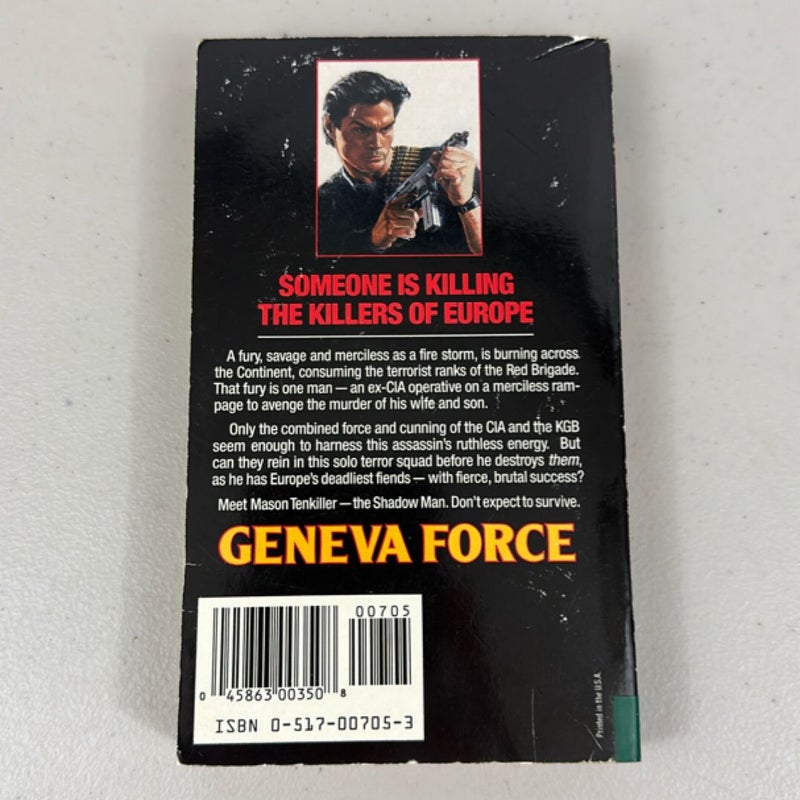 SOMEONE IS KILLING
THE KILLERS OF EUROPE
A fury, savage and merciless as a fire storm, is burning across
the Continent, consuming the terrorist ranks of the Red Brigade.
That fury is one man — an ex-CIA operative on a merciless ram-
page to avenge the murder of his wife and son.
Only the combined force and cunning of the CIA and the KGB
seem enough to harness this assassin's ruthless energy. But
can they rein in this solo terror squad before he destroys them,
as he has Europe's deadliest fiends — with fierce, brutal success?
Meet Mason Tenkiller — the Shadow Man. Don't expect to survive.
GENEVA FORCE
00705
0 45863 00350 8
ISBN 0-517-00705-3
Printed in the U.S.A.